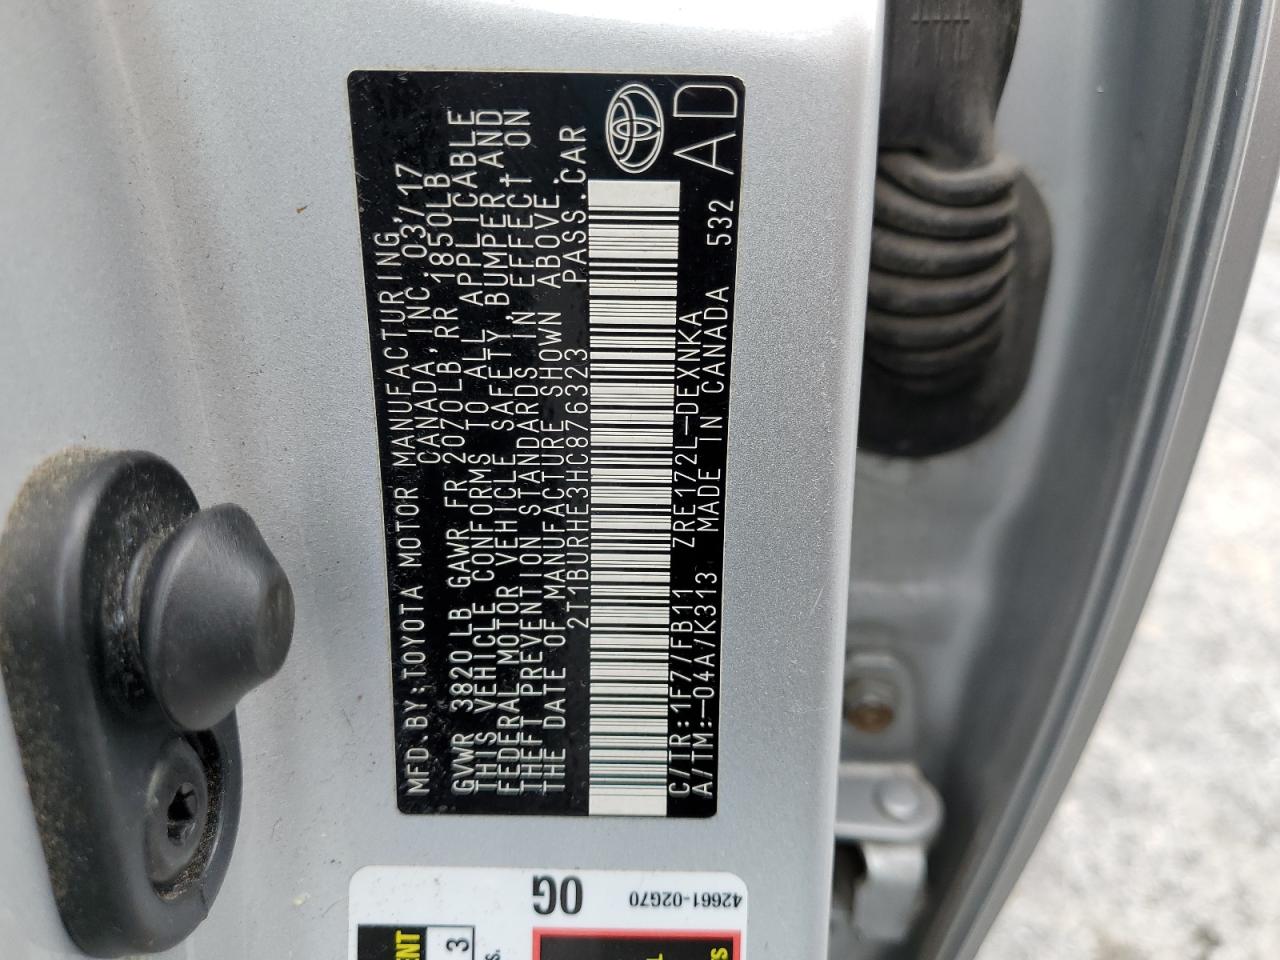 MFD.BY:TOYOTA MOTOR MANUFACTURING,
CANADA, INC. 03/17
GVWR 3820LB GAWR FR 2070LB, RR 1850LB
THIS VEHICLE CONFORMS TO ALL APPLICABLE
FEDERAL MOTOR VEHICLE SAFETY, BUMPER, AND
THEFT PREVENTION STANDARDS IN EFFECT ON
THE DATE OF MANUFACTURE SHOWN ABOVE.
2T1BURHE3HC876323 PASS.CAR
C/TR:1F7/FB11 ZRE172L-DEXNKA
A/TM:-04A/K313 MADE IN CANADA 532
AD
0G
42661-02G70
3